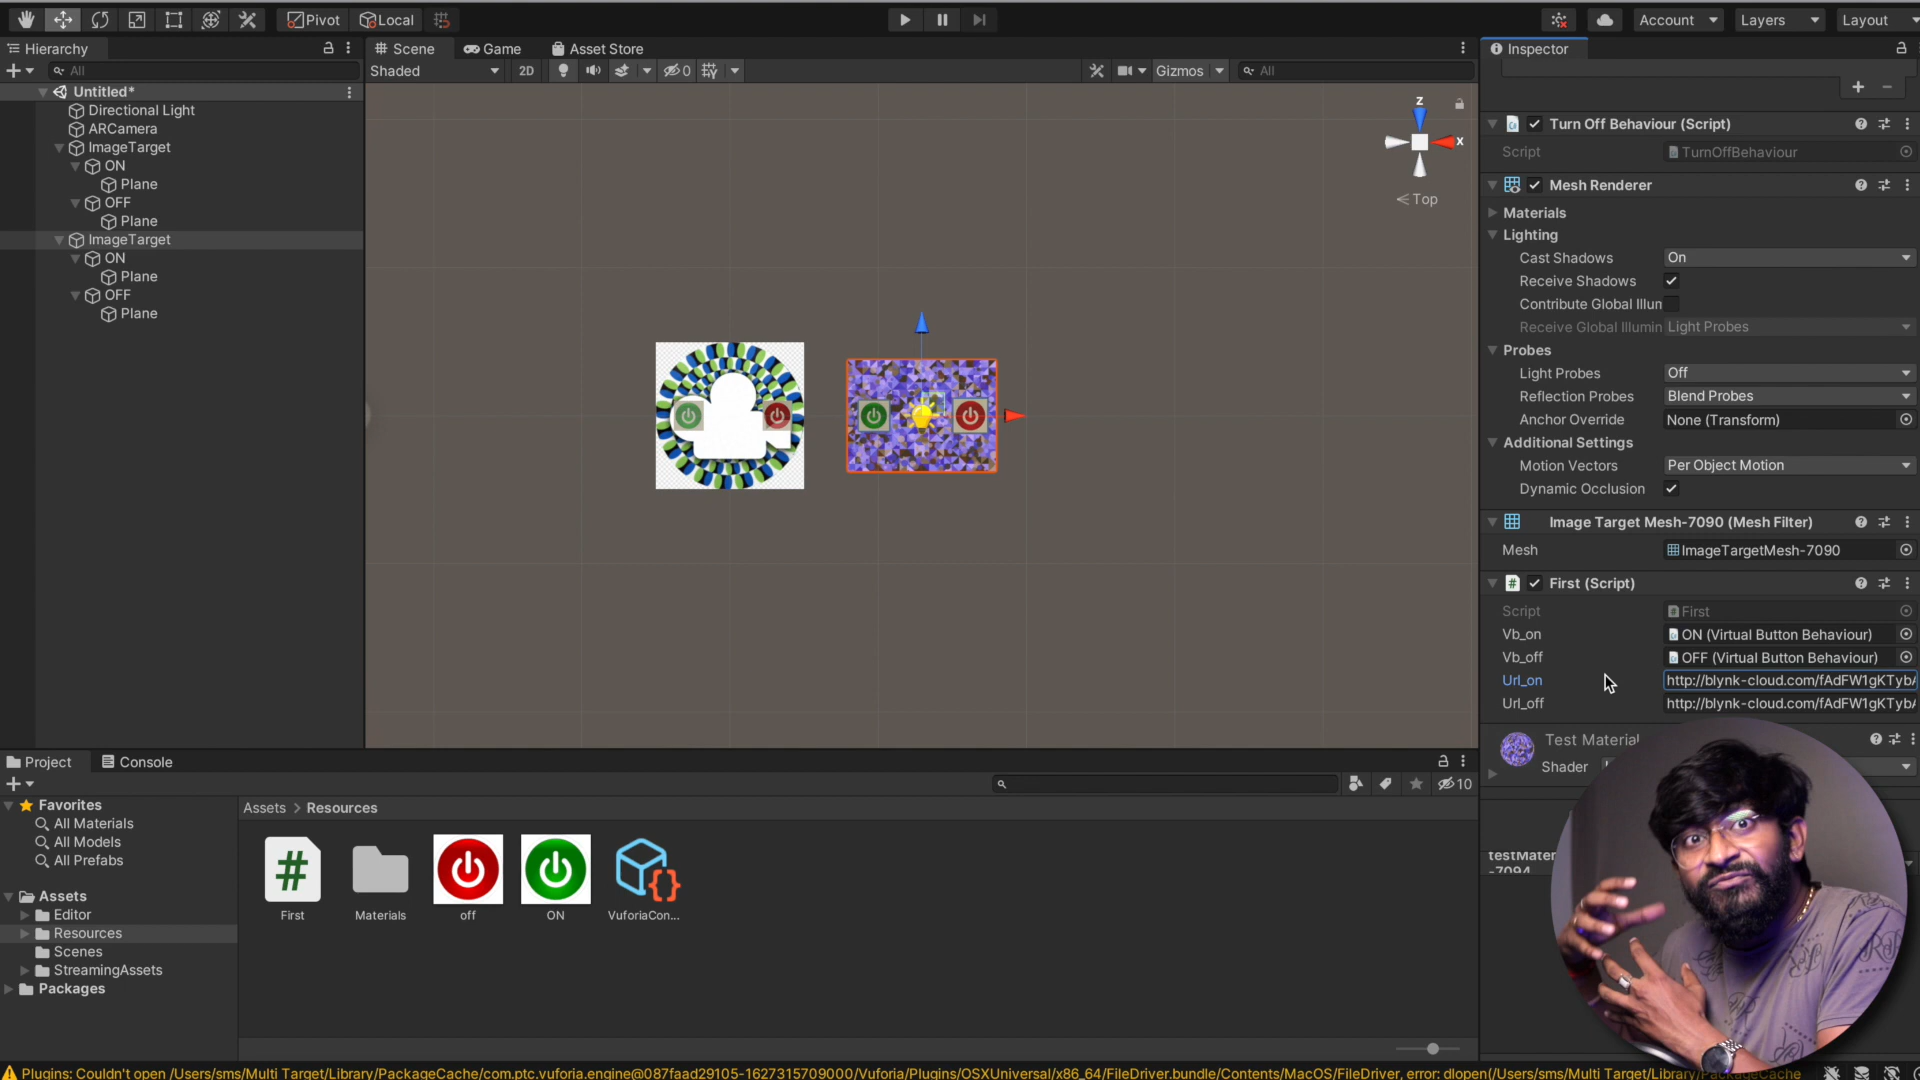 Pivot
Local
Account
Layers
Layout
Hierarchy
All
Untitled*
Directional Light
ARCamera
ImageTarget
ON
Plane
OFF
Plane
ImageTarget
ON
Plane
OFF
Plane
Scene
Game
Asset Store
Shaded
2D
0
Gizmos
All
z
x
Top
Inspector
Turn Off Behaviour (Script)
Script
TurnOffBehaviour
Mesh Renderer
Materials
Lighting
Cast Shadows
On
Receive Shadows
Contribute Global Illum
Receive Global Illumin
Light Probes
Probes
Light Probes
Off
Reflection Probes
Blend Probes
Anchor Override
None (Transform)
Additional Settings
Motion Vectors
Per Object Motion
Dynamic Occlusion
Image Target Mesh-7090 (Mesh Filter)
Mesh
ImageTargetMesh-7090
First (Script)
Script
First
Vb_on
ON (Virtual Button Behaviour)
Vb_off
OFF (Virtual Button Behaviour)
Url_on
http://blynk-cloud.com/fAdFW1gKTybA
Url_off
http://blynk-cloud.com/fAdFW1gKTybA
Test Material
Shader
testMater
-7094
Project
Console
10
Favorites
All Materials
All Models
All Prefabs
Assets
Editor
Resources
Scenes
StreamingAssets
Packages
Assets > Resources
First
Materials
off
ON
VuforiaCon...
Plugins: Couldn't open /Users/sms/Multi Target/Library/PackageCache/com.ptc.vuforia.engine@087faad29105-1627315709000/Vuforia/Plugins/OSXUniversal/x86_64/FileDriver.bundle/Contents/MacOS/FileDriver, error: dlopen(/Users/sms/Multi Target/Library/PackageCache